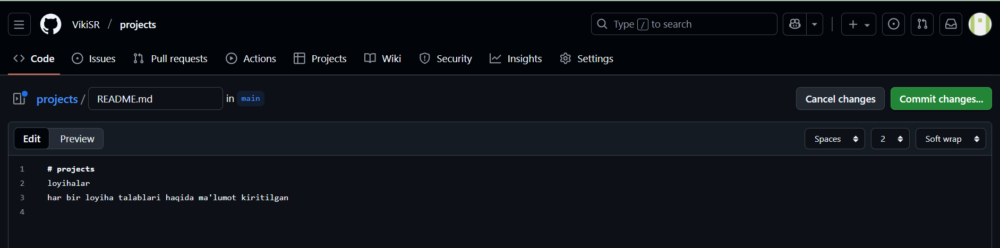 VikiSR / projects
Type / to search
Code Issues Pull requests Actions Projects Wiki Security Insights Settings
projects / README.md in main
Cancel changes Commit changes...
Edit Preview
Spaces 2 Soft wrap
1 # projects
2 loyihalar
3 har bir loyiha talablari haqida ma'lumot kiritilgan
4